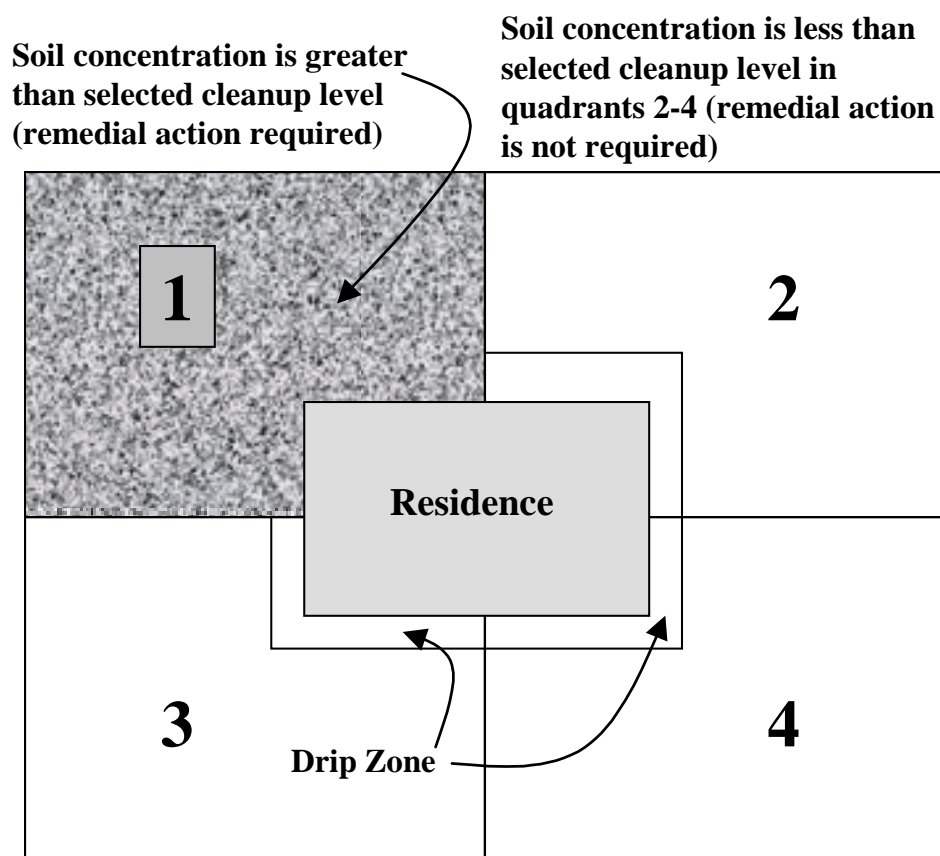 Soil concentration is greater
than selected cleanup level
(remedial action required)
Soil concentration is less than
selected cleanup level in
quadrants 2-4 (remedial action
is not required)
1
2
Residence
3
4
Drip Zone